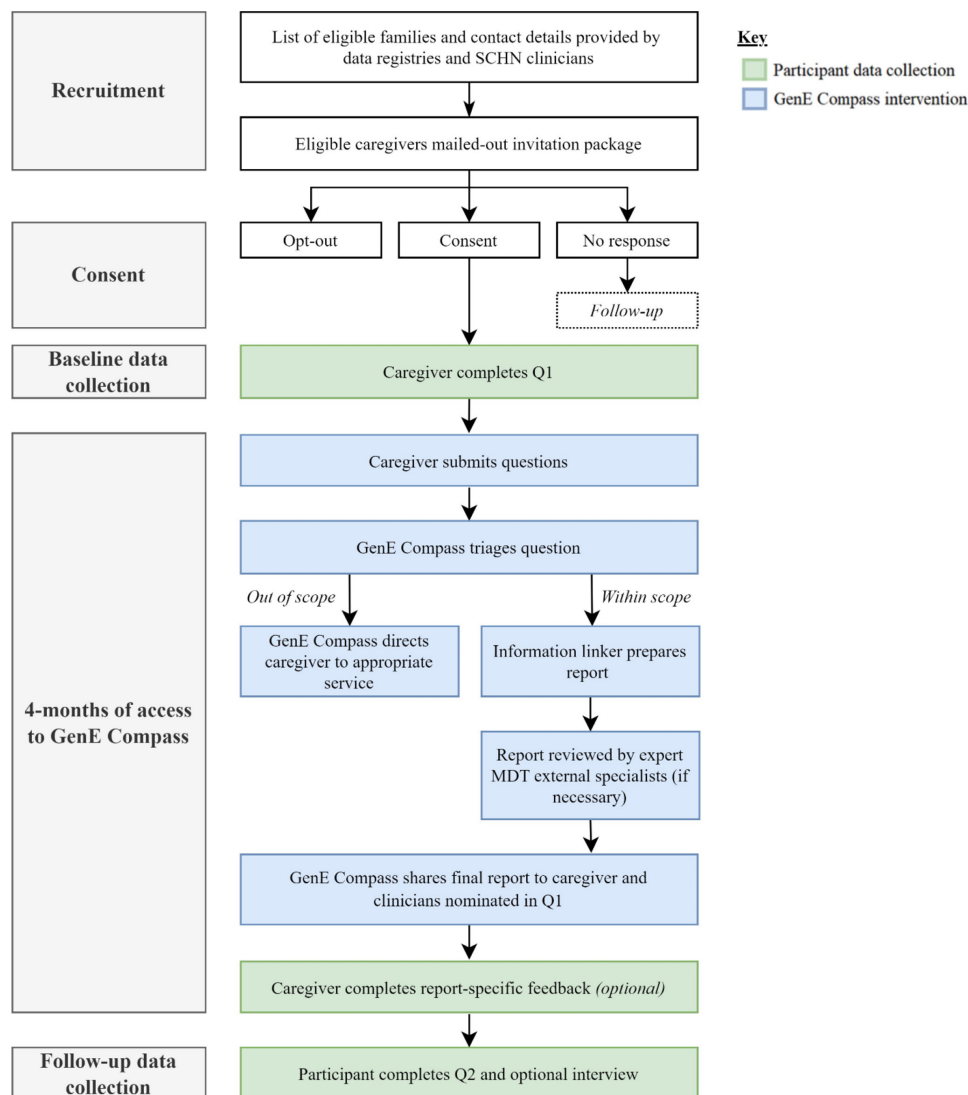 Recruitment
List of eligible families and contact details provided by
data registries and SCHN clinicians
Key
Participant data collection
GenE Compass intervention
Eligible caregivers mailed-out invitation package
Consent
Opt-out
Consent
No response
Follow-up
Baseline data
collection
Caregiver completes Q1
4-months of access
to GenE Compass
Caregiver submits questions
GenE Compass triages question
Out of scope
Within scope
GenE Compass directs
caregiver to appropriate
service
Information linker prepares
report
Report reviewed by expert
MDT external specialists (if
necessary)
GenE Compass shares final report to caregiver and
clinicians nominated in Q1
Caregiver completes report-specific feedback (optional)
Follow-up data
collection
Participant completes Q2 and optional interview